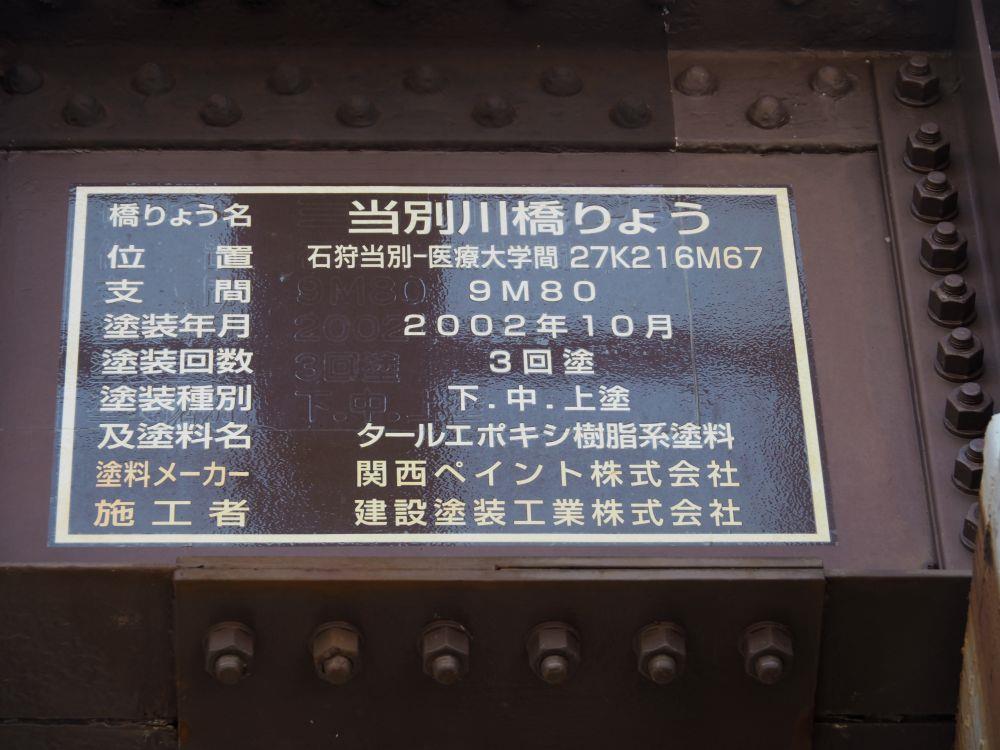 橋りょう名 当別川橋りょう
位置 石狩当別-医療大学間 27K216M67
支間 9M80
塗装年月 2002年10月
塗装回数 3回塗
塗装種別 下.中.上塗
及塗料名 タールエポキシ樹脂系塗料
塗料メーカー 関西ペイント株式会社
施工者 建設塗装工業株式会社